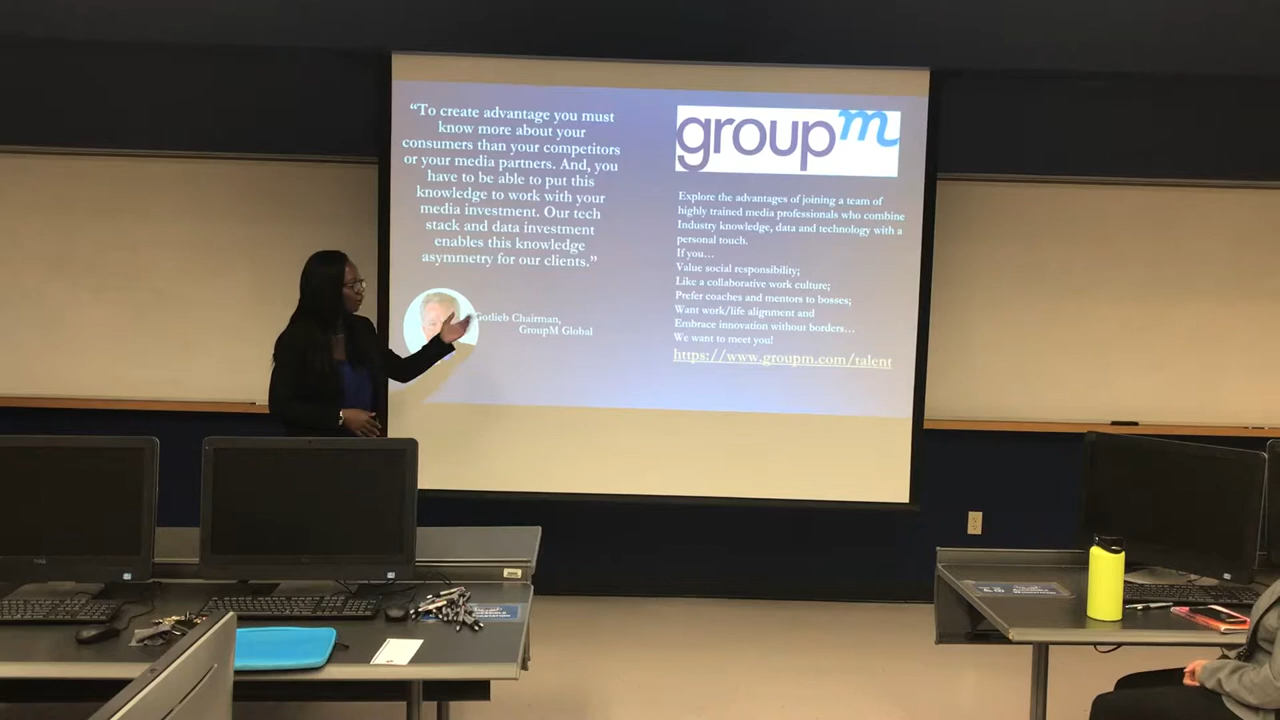 “To create advantage you must
know more about your
consumers than your competitors
or your media partners. And, you
have to be able to put this
knowledge to work with your
media investment. Our tech
stack and data investment
enables this knowledge
asymmetry for our clients.”
Gotlieb Chairman,
GroupM Global
groupm
Explore the advantages of joining a team of
highly trained media professionals who combine
Industry knowledge, data and technology with a
personal touch.
If you…
Value social responsibility;
Like a collaborative work culture;
Prefer coaches and mentors to bosses;
Want work/life alignment and
Embrace innovation without borders…
We want to meet you!
https://www.groupm.com/talent
DELL